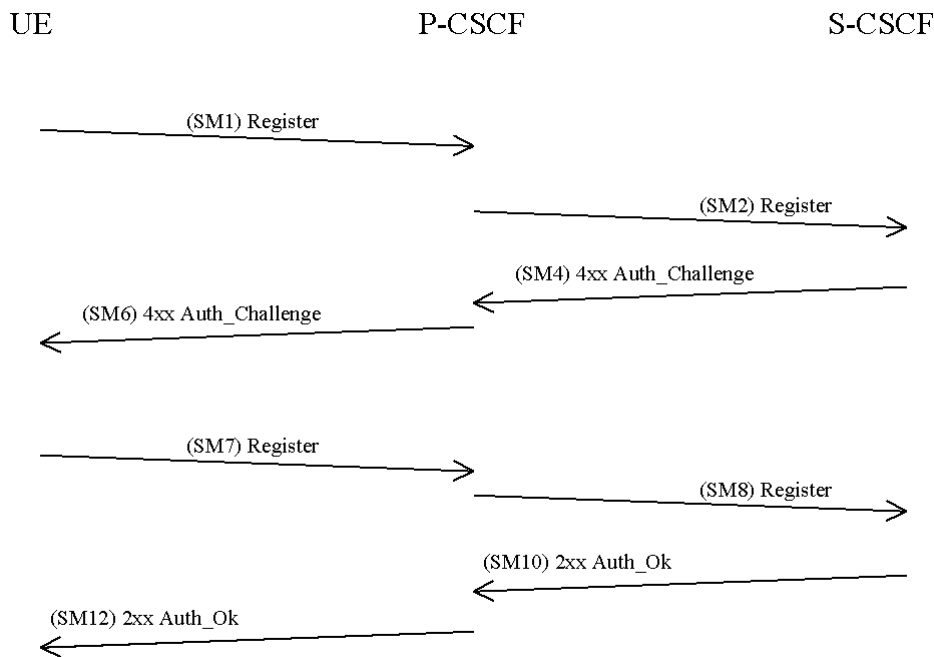 UE P-CSCF S-CSCF
(SM1) Register
(SM2) Register
(SM4) 4xx Auth_Challenge
(SM6) 4xx Auth_Challenge
(SM7) Register
(SM8) Register
(SM10) 2xx Auth_Ok
(SM12) 2xx Auth_Ok